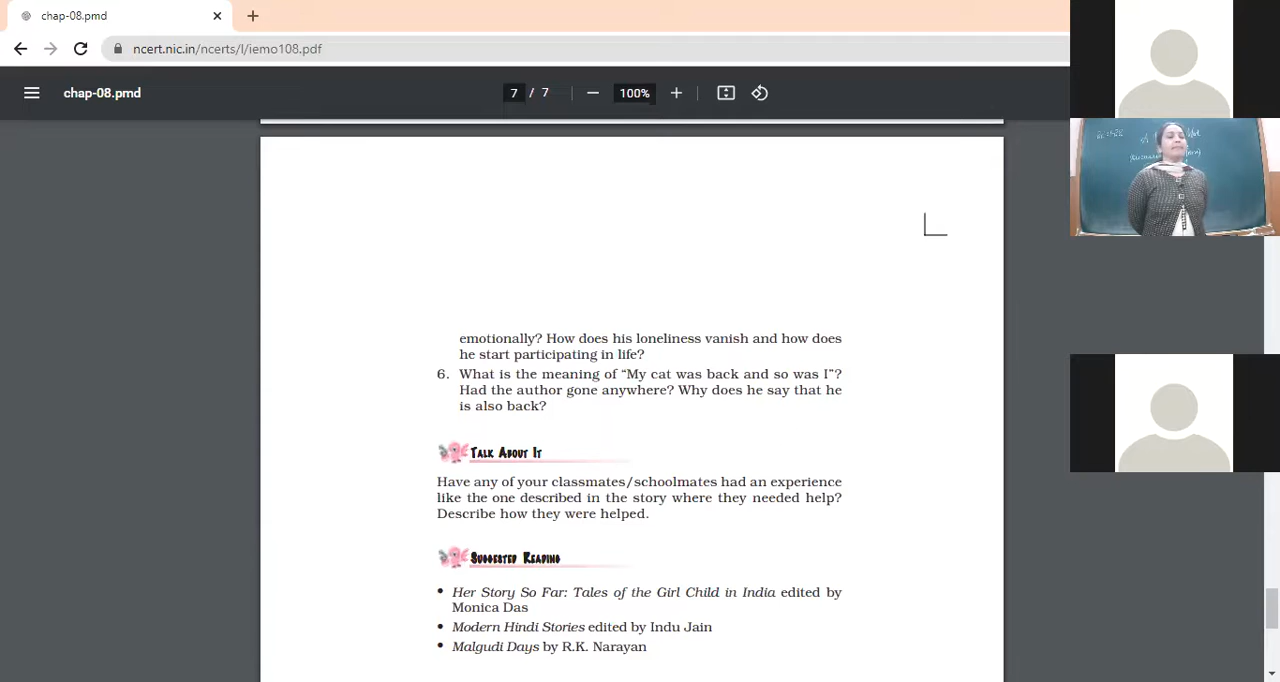 chap-08.pmd
ncert.nic.in/ncerts/l/iemo108.pdf
chap-08.pmd
7 / 7
100%
emotionally? How does his loneliness vanish and how does
he start participating in life?
6. What is the meaning of “My cat was back and so was I”?
Had the author gone anywhere? Why does he say that he
is also back?
TALK ABOUT IT
Have any of your classmates/schoolmates had an experience
like the one described in the story where they needed help?
Describe how they were helped.
SUGGESTED READING
• Her Story So Far: Tales of the Girl Child in India edited by
Monica Das
• Modern Hindi Stories edited by Indu Jain
• Malgudi Days by R.K. Narayan